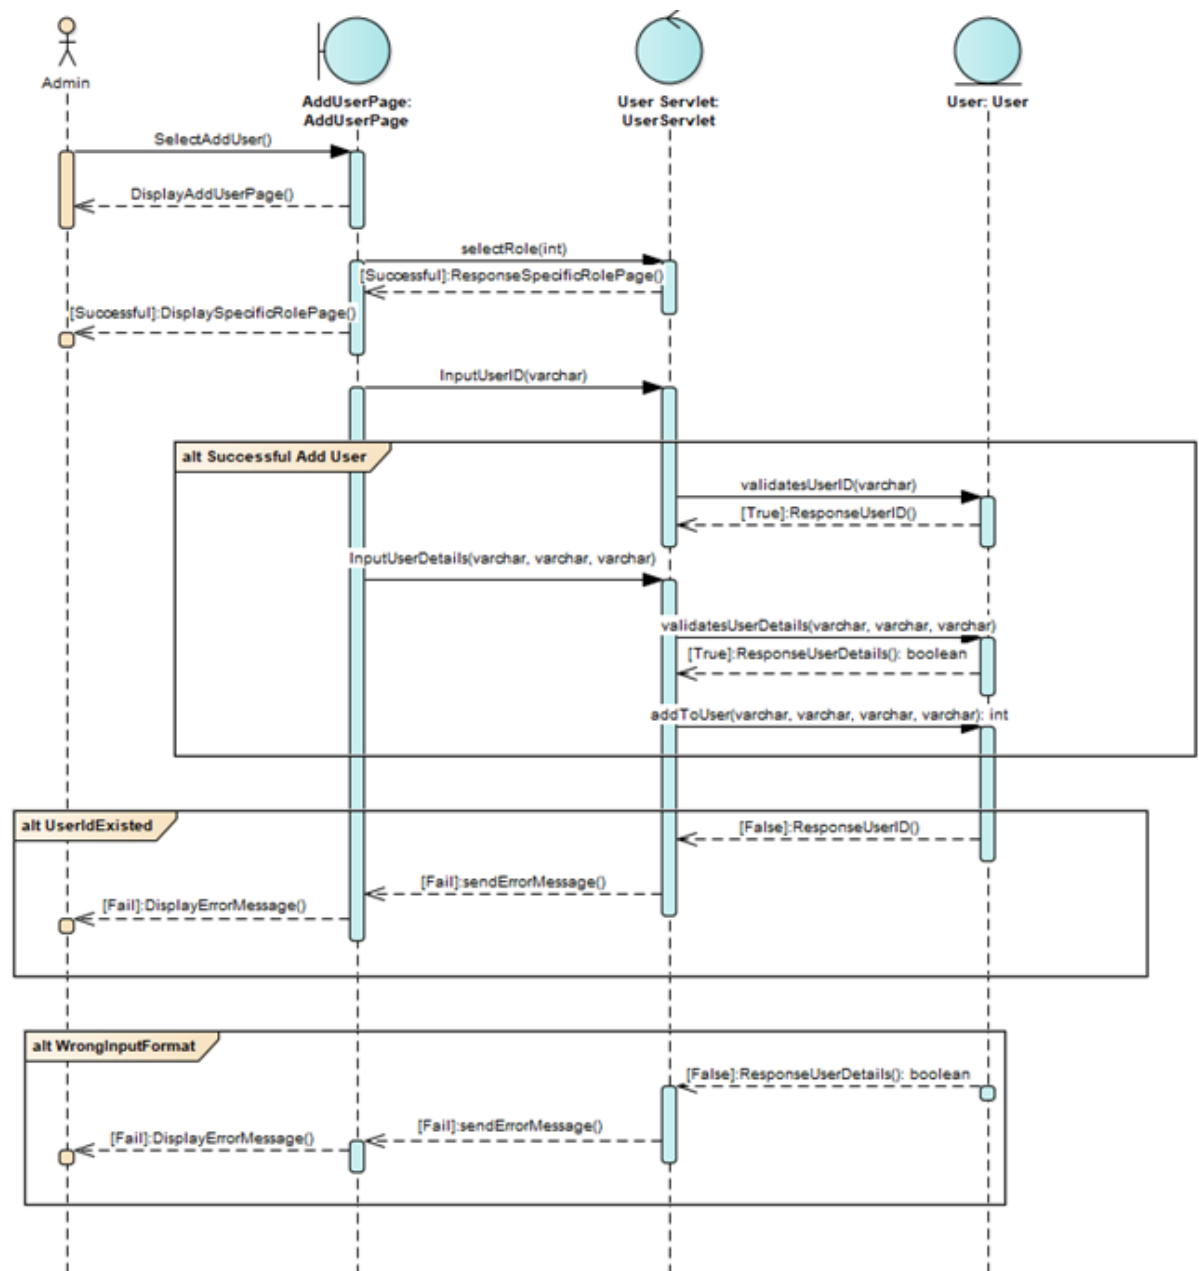 Admin
AddUserPage:
AddUserPage
User Servlet:
UserServlet
User: User
SelectAddUser()
DisplayAddUserPage()
selectRole(int)
[Successful]:ResponseSpecificRolePage()
[Successful]:DisplaySpecificRolePage()
InputUserID(varchar)
alt Successful Add User
validatesUserID(varchar)
[True]:ResponseUserID()
InputUserDetails(varchar, varchar, varchar)
validatesUserDetails(varchar, varchar, varchar)
[True]:ResponseUserDetails(): boolean
addToUser(varchar, varchar, varchar, varchar): int
alt UserIdExisted
[False]:ResponseUserID()
[Fail]:sendErrorMessage()
[Fail]:DisplayErrorMessage()
alt WrongInputFormat
[False]:ResponseUserDetails(): boolean
[Fail]:sendErrorMessage()
[Fail]:DisplayErrorMessage()